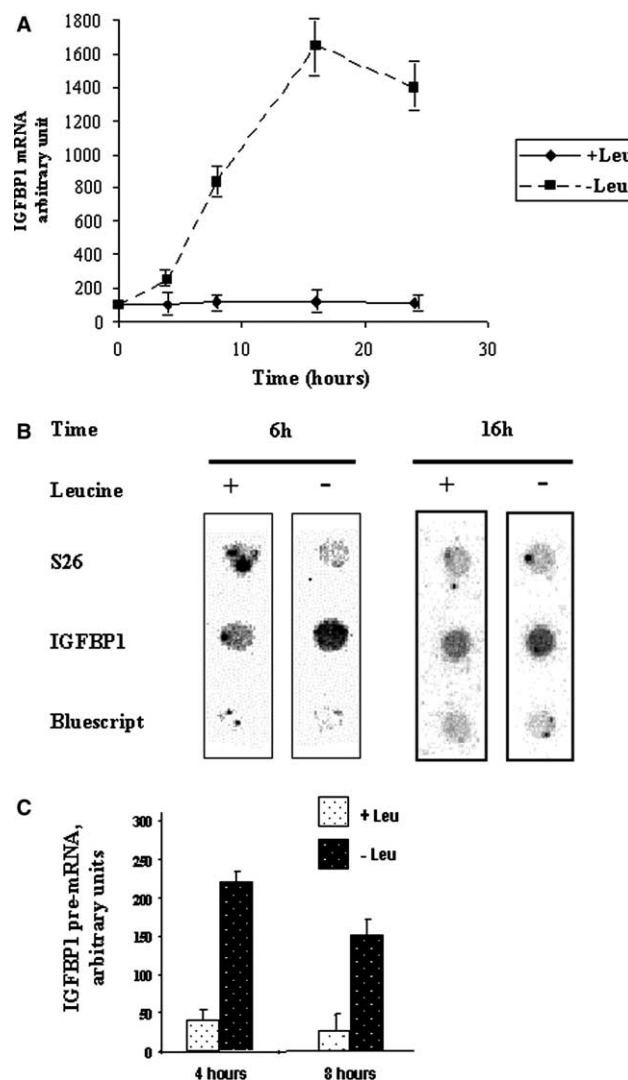 A
1800
1600
1400
1200
1000
800
600
400
200
0
IGFBP1 mRNA
arbitrary unit
0 10 20 30
Time (hours)
+Leu
-Leu
B
Time 6h 16h
Leucine + - + -
S26
IGFBP1
Bluescript
C
IGFBP1 pre-mRNA,
arbitrary units
300
250
200
150
100
50
0
+ Leu
- Leu
4 hours 8 hours